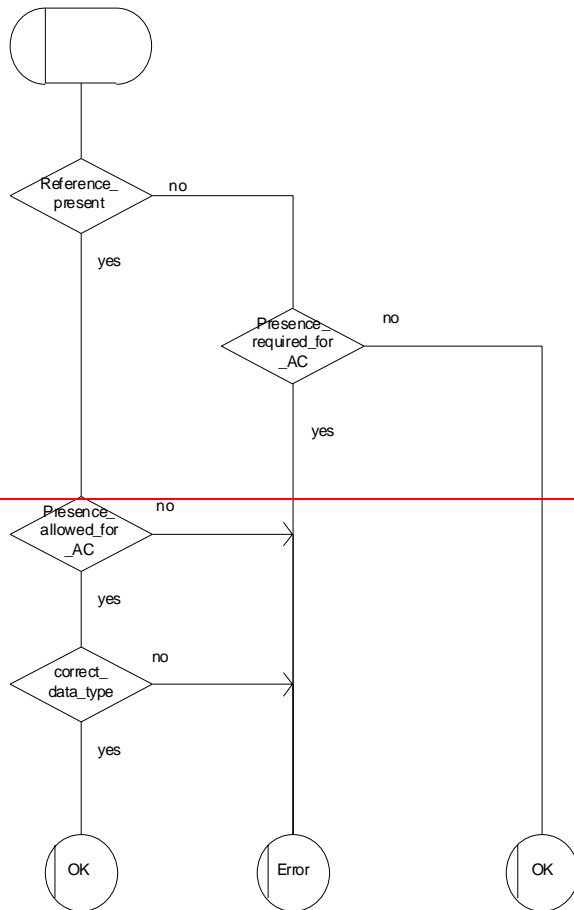 Reference_
present
no
yes
Presence_
required_for
_AC
no
yes
Presence_
allowed_for
_AC
no
yes
correct_
data_type
no
yes
OK
Error
OK